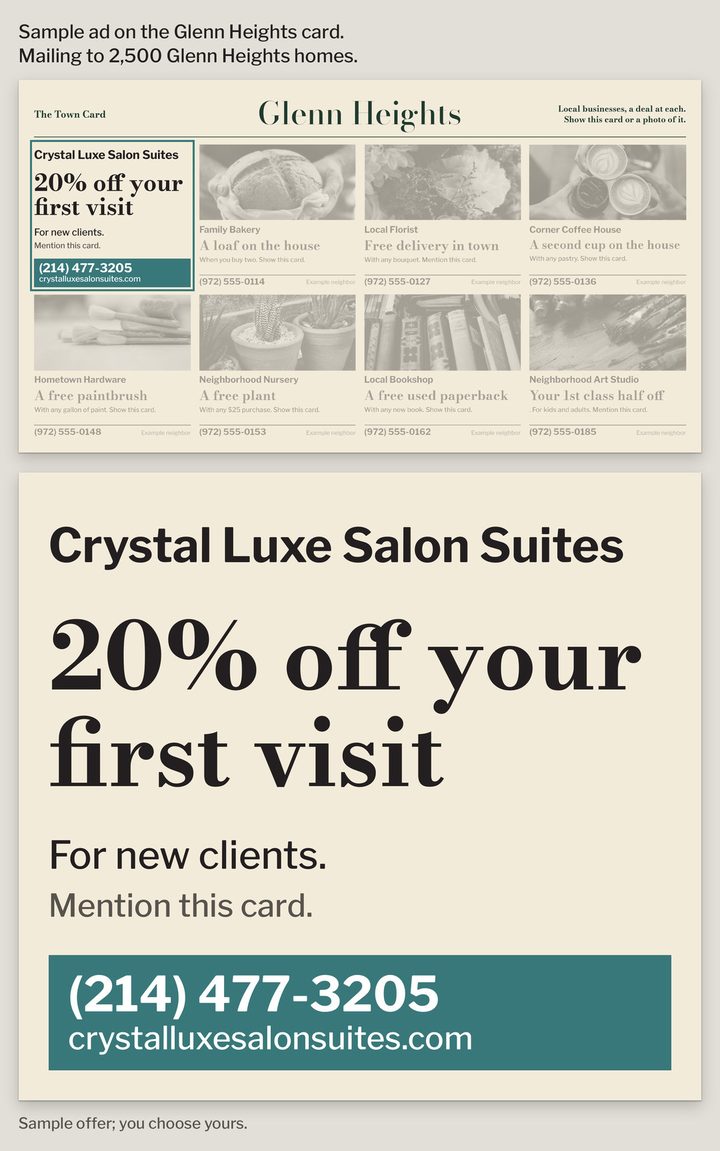 Sample ad on the Glenn Heights card.
Mailing to 2,500 Glenn Heights homes.
The Town Card
Glenn Heights
Local businesses, a deal at each.
Show this card or a photo of it.
Crystal Luxe Salon Suites
20% off your
first visit
For new clients.
Mention this card.
(214) 477-3205
crystalluxesalonsuites.com
Family Bakery
A loaf on the house
When you buy two. Show this card.
(972) 555-0114
Example neighbor
Local Florist
Free delivery in town
With any bouquet. Mention this card.
(972) 555-0127
Example neighbor
Corner Coffee House
A second cup on the house
With any pastry. Show this card.
(972) 555-0136
Example neighbor
Hometown Hardware
A free paintbrush
With any gallon of paint. Show this card.
(972) 555-0148
Example neighbor
Neighborhood Nursery
A free plant
With any $25 purchase. Show this card.
(972) 555-0153
Example neighbor
Local Bookshop
A free used paperback
With any new book. Show this card.
(972) 555-0162
Example neighbor
Neighborhood Art Studio
Your 1st class half off
For kids and adults. Mention this card.
(972) 555-0185
Example neighbor
Crystal Luxe Salon Suites
20% off your
first visit
For new clients.
Mention this card.
(214) 477-3205
crystalluxesalonsuites.com
Sample offer; you choose yours.